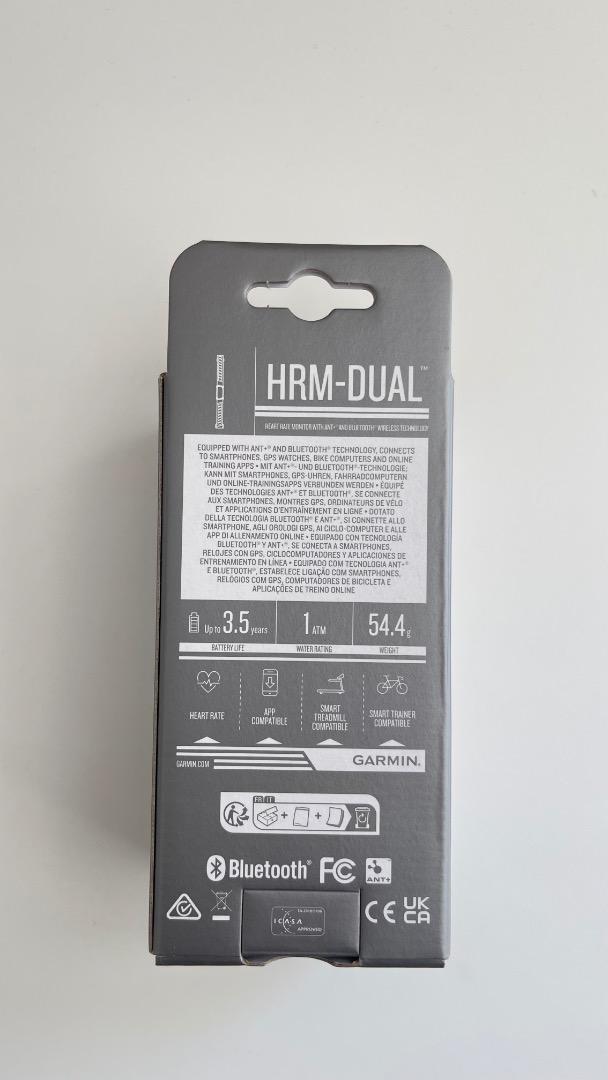 HRM-DUAL™
HEART RATE MONITOR WITH ANT+® AND BLUETOOTH® WIRELESS TECHNOLOGY
EQUIPPED WITH ANT+® AND BLUETOOTH® TECHNOLOGY, CONNECTS
TO SMARTPHONES, GPS WATCHES, BIKE COMPUTERS AND ONLINE
TRAINING APPS • MIT ANT+®- UND BLUETOOTH®-TECHNOLOGIE;
KANN MIT SMARTPHONES, GPS-UHREN, FAHRRADCOMPUTERN
UND ONLINE-TRAININGSAPPS VERBUNDEN WERDEN • ÉQUIPÉ
DES TECHNOLOGIES ANT+® ET BLUETOOTH®, SE CONNECTE
AUX SMARTPHONES, MONTRES GPS, ORDINATEURS DE VÉLO
ET APPLICATIONS D'ENTRAÎNEMENT EN LIGNE • DOTATO
DELLA TECNOLOGIA BLUETOOTH® E ANT+®, SI CONNETTE ALLO
SMARTPHONE, AGLI OROLOGI GPS, AI CICLO-COMPUTER E ALLE
APP DI ALLENAMENTO ONLINE • EQUIPADO CON TECNOLOGÍA
BLUETOOTH® Y ANT+®, SE CONECTA A SMARTPHONES,
RELOJES CON GPS, CICLOCOMPUTADORES Y APLICACIONES DE
ENTRENAMIENTO EN LÍNEA • EQUIPADO COM TECNOLOGIA ANT+®
E BLUETOOTH®, ESTABELECE LIGAÇÃO COM SMARTPHONES,
RELÓGIOS COM GPS, COMPUTADORES DE BICICLETA E
APLICAÇÕES DE TREINO ONLINE
Up to 3.5 years
BATTERY LIFE
1 ATM
WATER RATING
54.4 g
WEIGHT
HEART RATE
APP
COMPATIBLE
SMART
TREADMILL
COMPATIBLE
SMART TRAINER
COMPATIBLE
GARMIN.COM
GARMIN®
FR IT
Bluetooth®
FC
ANT+
ICASA
APPROVED
CE
UK
CA